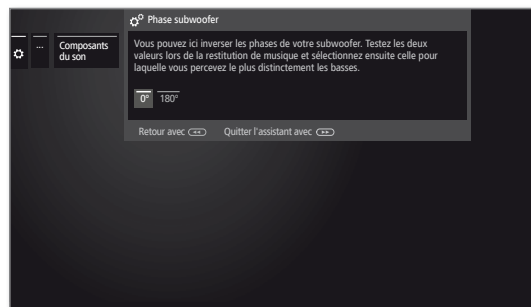 Phase subwoofer
...
Composants
du son
Vous pouvez ici inverser les phases de votre subwoofer. Testez les deux
valeurs lors de la restitution de musique et sélectionnez ensuite celle pour
laquelle vous percevez le plus distinctement les basses.
0° 180°
Retour avec Quitter l'assistant avec